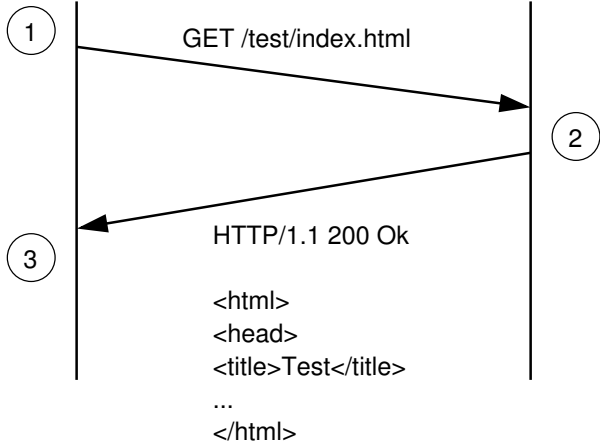 1
GET /test/index.html
2
HTTP/1.1 200 Ok
3
<html>
<head>
<title>Test</title>
...
</html>